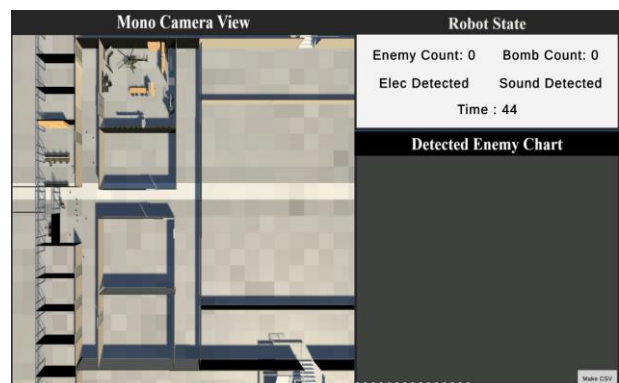 Mono Camera View
Robot State
Enemy Count: 0 Bomb Count: 0
Elec Detected Sound Detected
Time : 44
Detected Enemy Chart
Make CSV